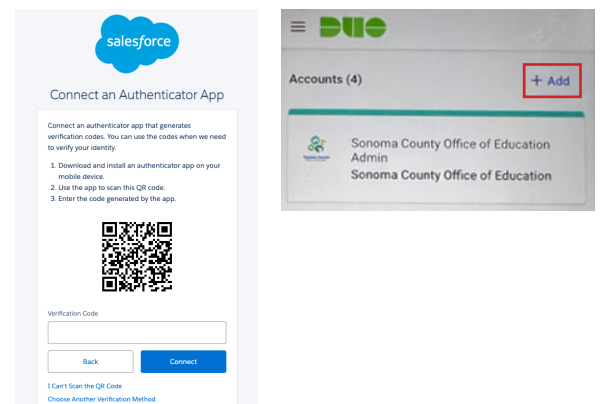 salesforce
Connect an Authenticator App
Connect an authenticator app that generates
verification codes. You can use the codes when we need
to verify your identity.
1. Download and install an authenticator app on your
mobile device.
2. Use the app to scan this QR code.
3. Enter the code generated by the app.
Verification Code
Back
Connect
I Can't Scan the QR Code
Choose Another Verification Method
DUO
Accounts (4)
+ Add
Sonoma County Office of Education
Admin
Sonoma County Office of Education